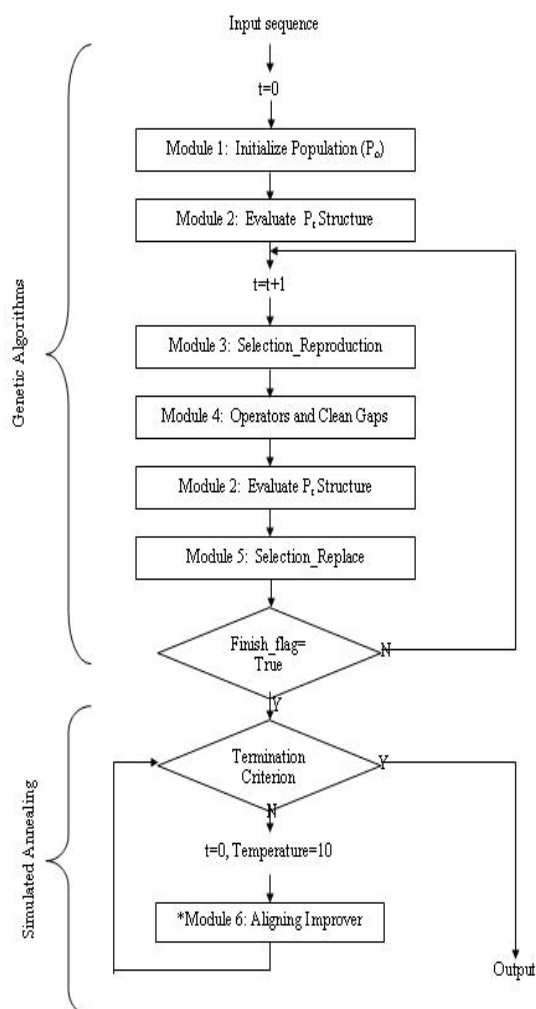 Input sequence
t=0
Module 1: Initialize Population (Pₒ)
Module 2: Evaluate Pₜ Structure
t=t+1
Module 3: Selection_Reproduction
Module 4: Operators and Clean Gaps
Module 2: Evaluate Pₜ Structure
Module 5: Selection_Replace
Finish_flag=
True
N
Y
Genetic Algorithms
Termination
Criterion
Y
N
t=0, Temperature=10
*Module 6: Aligning Improver
Output
Simulated Annealing